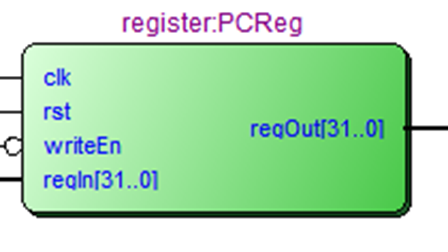 register:PCReg
clk
rst
writeEn
regIn[31..0]
regOut[31..0]